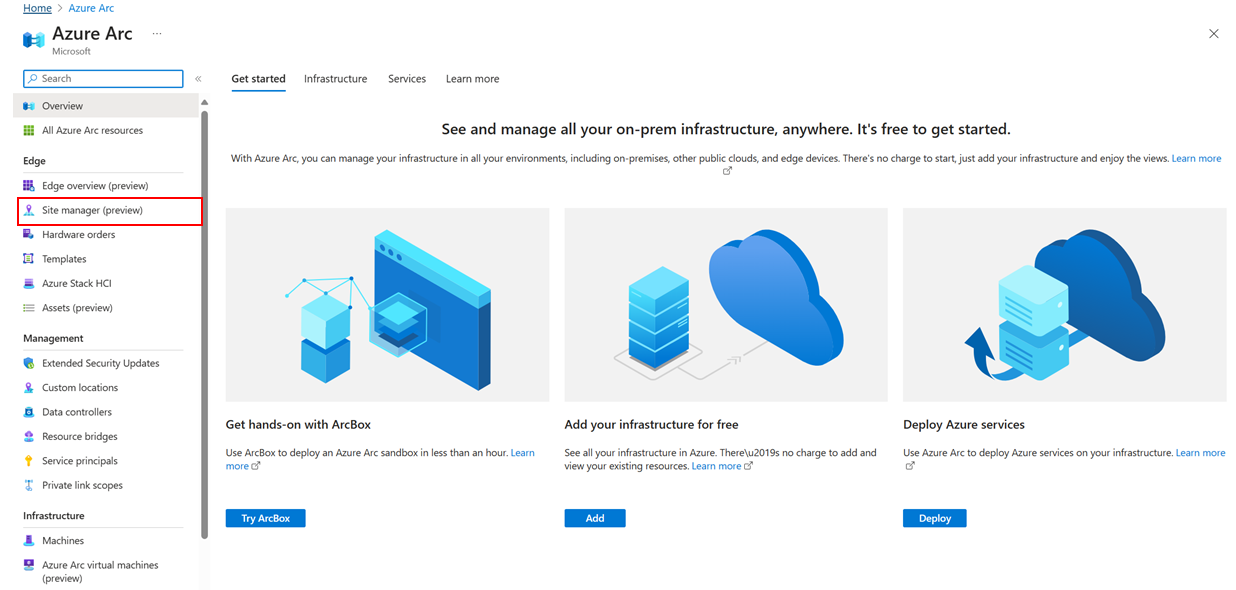 Home > Azure Arc
Azure Arc ...
Microsoft
Search
«
Overview
All Azure Arc resources
Edge
Edge overview (preview)
Site manager (preview)
Hardware orders
Templates
Azure Stack HCI
Assets (preview)
Management
Extended Security Updates
Custom locations
Data controllers
Resource bridges
Service principals
Private link scopes
Infrastructure
Machines
Azure Arc virtual machines
(preview)
Get started Infrastructure Services Learn more
See and manage all your on-prem infrastructure, anywhere. It's free to get started.
With Azure Arc, you can manage your infrastructure in all your environments, including on-premises, other public clouds, and edge devices. There's no charge to start, just add your infrastructure and enjoy the views. Learn more
Get hands-on with ArcBox
Use ArcBox to deploy an Azure Arc sandbox in less than an hour. Learn
more
Try ArcBox
Add your infrastructure for free
See all your infrastructure in Azure. There\u2019s no charge to add and
view your existing resources. Learn more
Add
Deploy Azure services
Use Azure Arc to deploy Azure services on your infrastructure. Learn more
Deploy